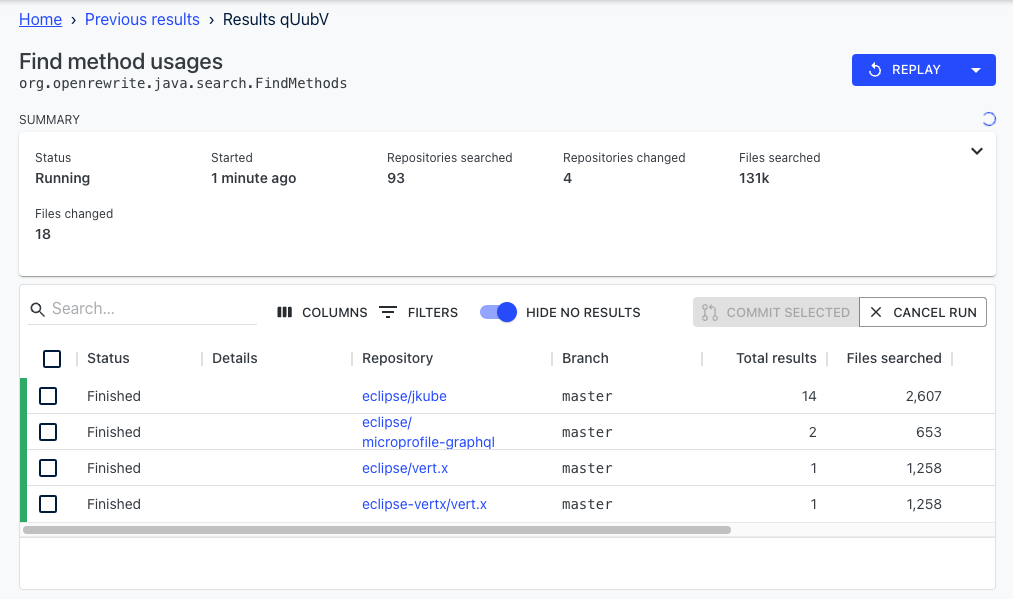 Home › Previous results › Results qUubV
Find method usages
org.openrewrite.java.search.FindMethods
REPLAY
SUMMARY
Status Started Repositories searched Repositories changed Files searched
Running 1 minute ago 93 4 131k
Files changed
18
Search... COLUMNS FILTERS HIDE NO RESULTS COMMIT SELECTED CANCEL RUN
Status Details Repository Branch Total results Files searched
Finished eclipse/jkube master 14 2,607
Finished eclipse/microprofile-graphql master 2 653
Finished eclipse/vert.x master 1 1,258
Finished eclipse-vertx/vert.x master 1 1,258